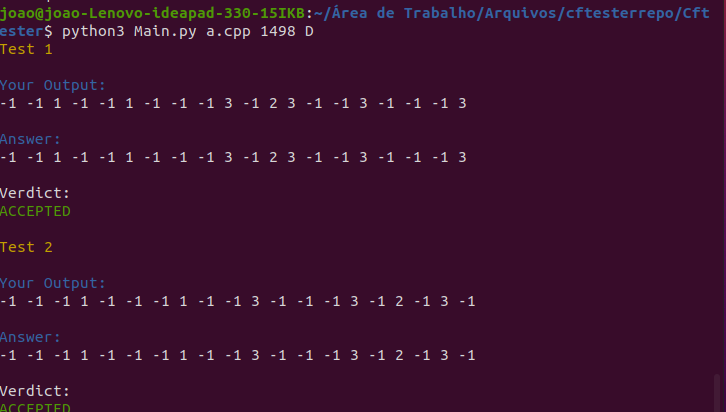 joao@joao-Lenovo-ideapad-330-15IKB:~/Área de Trabalho/Arquivos/cftesterrepo/Cft
ester$ python3 Main.py a.cpp 1498 D
Test 1
Your Output:
-1 -1 1 -1 -1 1 -1 -1 -1 3 -1 2 3 -1 -1 3 -1 -1 -1 3
Answer:
-1 -1 1 -1 -1 1 -1 -1 -1 3 -1 2 3 -1 -1 3 -1 -1 -1 3
Verdict:
ACCEPTED
Test 2
Your Output:
-1 -1 -1 1 -1 -1 -1 1 -1 -1 3 -1 -1 -1 3 -1 2 -1 3 -1
Answer:
-1 -1 -1 1 -1 -1 -1 1 -1 -1 3 -1 -1 -1 3 -1 2 -1 3 -1
Verdict:
ACCEPTED